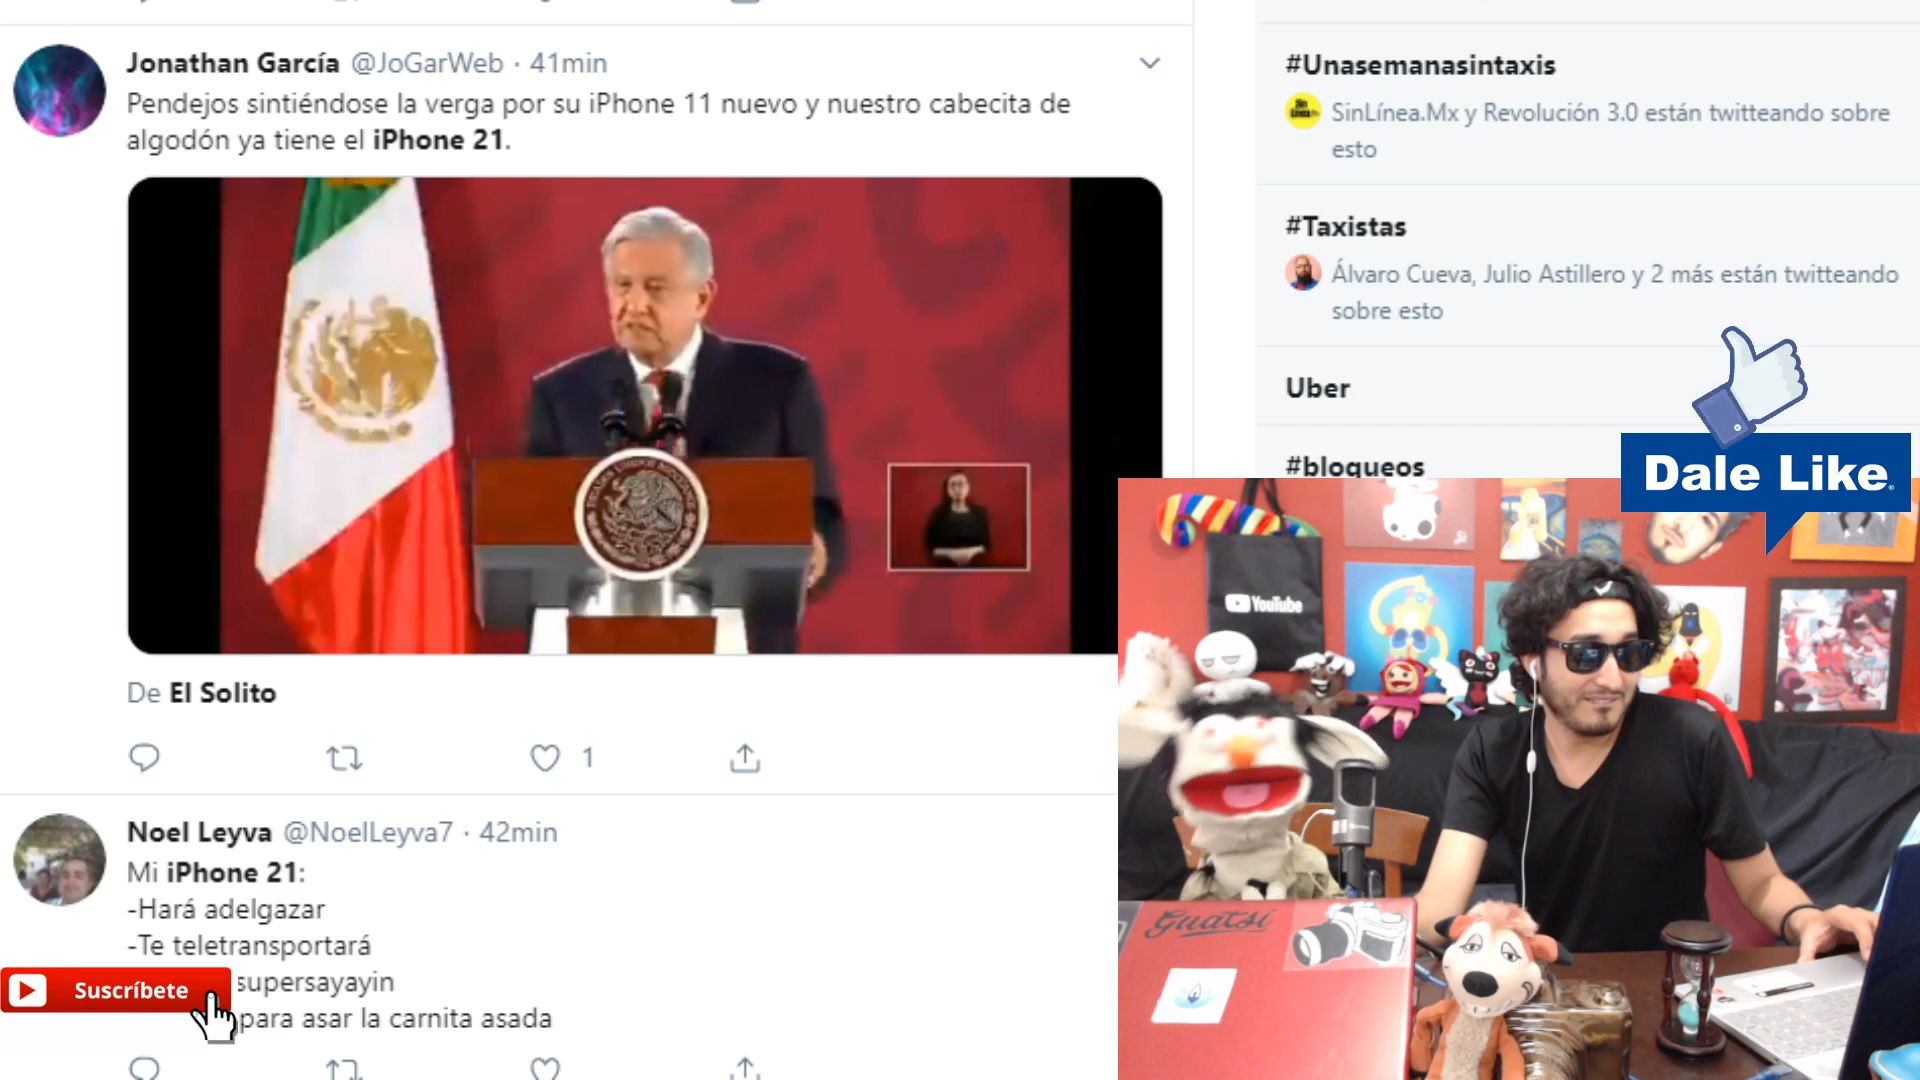 Jonathan García @JoGarWeb · 41min
Pendejos sintiéndose la verga por su iPhone 11 nuevo y nuestro cabecita de
algodón ya tiene el iPhone 21.
De El Solito
1
Noel Leyva @NoelLeyva7 · 42min
Mi iPhone 21:
-Hará adelgazar
-Te teletransportará
supersayayin
para asar la carnita asada
Suscríbete
#Unasemanasintaxis
SinLínea.Mx y Revolución 3.0 están twitteando sobre
esto
#Taxistas
Álvaro Cueva, Julio Astillero y 2 más están twitteando
sobre esto
Uber
#bloqueos
Dale Like
YouTube
Guatsi